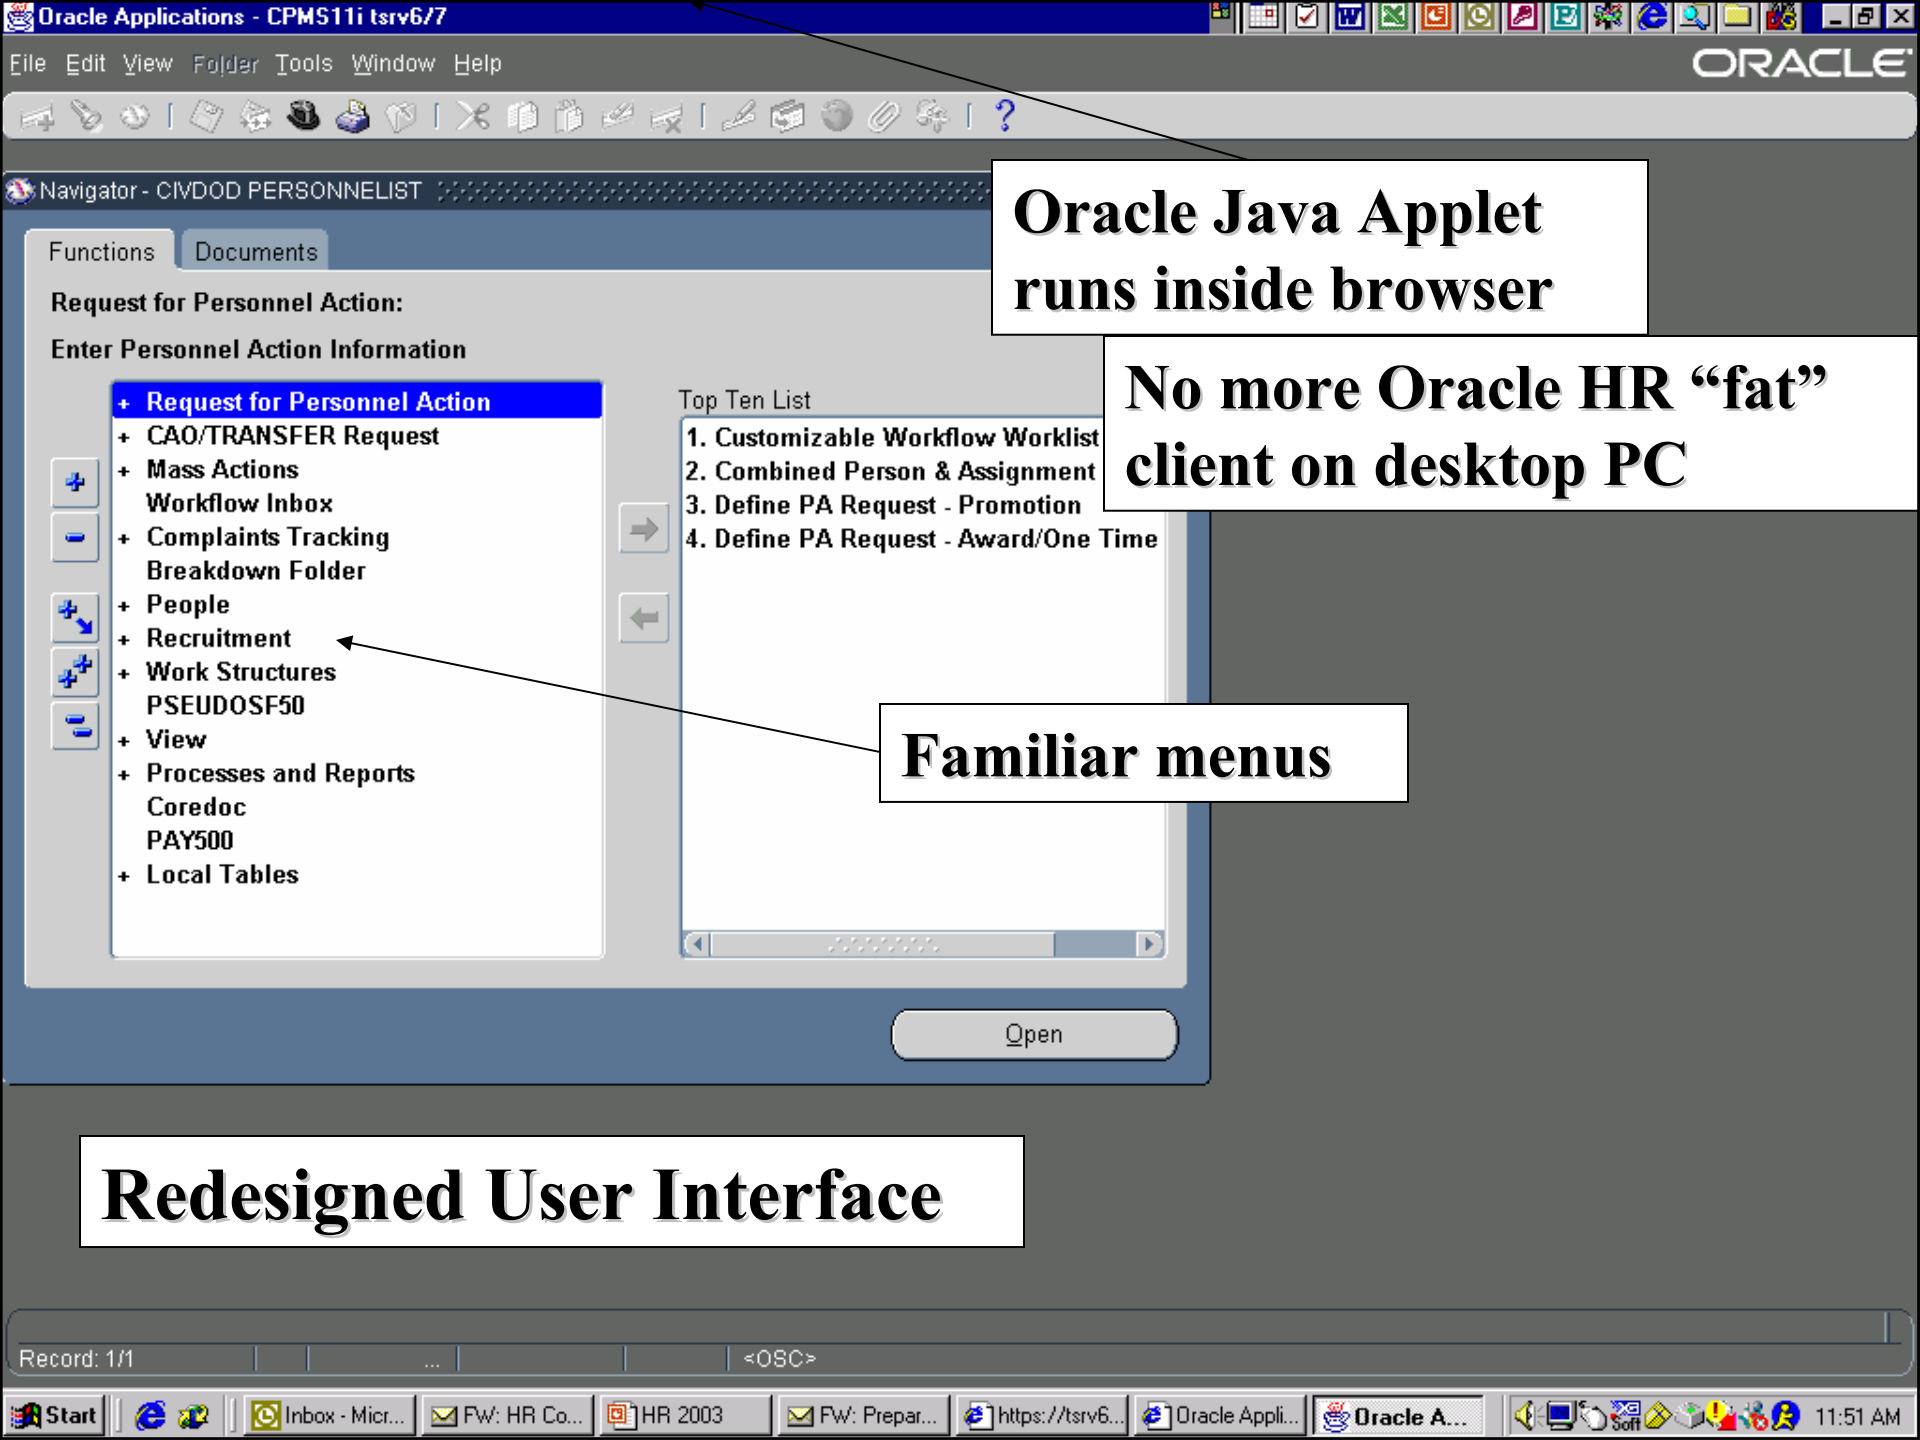 Oracle Applications - CPMS11i tsrv6/7
File Edit View Folder Tools Window Help
ORACLE
Navigator - CIVDOD PERSONNELIST
Oracle Java Applet
runs inside browser
Functions Documents
Request for Personnel Action:
Enter Personnel Action Information
No more Oracle HR “fat”
client on desktop PC
+ Request for Personnel Action
+ CAO/TRANSFER Request
+ Mass Actions
Workflow Inbox
+ Complaints Tracking
Breakdown Folder
+ People
+ Recruitment
+ Work Structures
PSEUDOSF50
+ View
+ Processes and Reports
Coredoc
PAY500
+ Local Tables
Top Ten List
1. Customizable Workflow Worklist
2. Combined Person & Assignment
3. Define PA Request - Promotion
4. Define PA Request - Award/One Time
Familiar menus
Open
Redesigned User Interface
Record: 1/1 ... <OSC>
Start Inbox - Micr... FW: HR Co... HR 2003 FW: Prepar... https://tsrv6... Oracle Appli... Oracle A... 11:51 AM